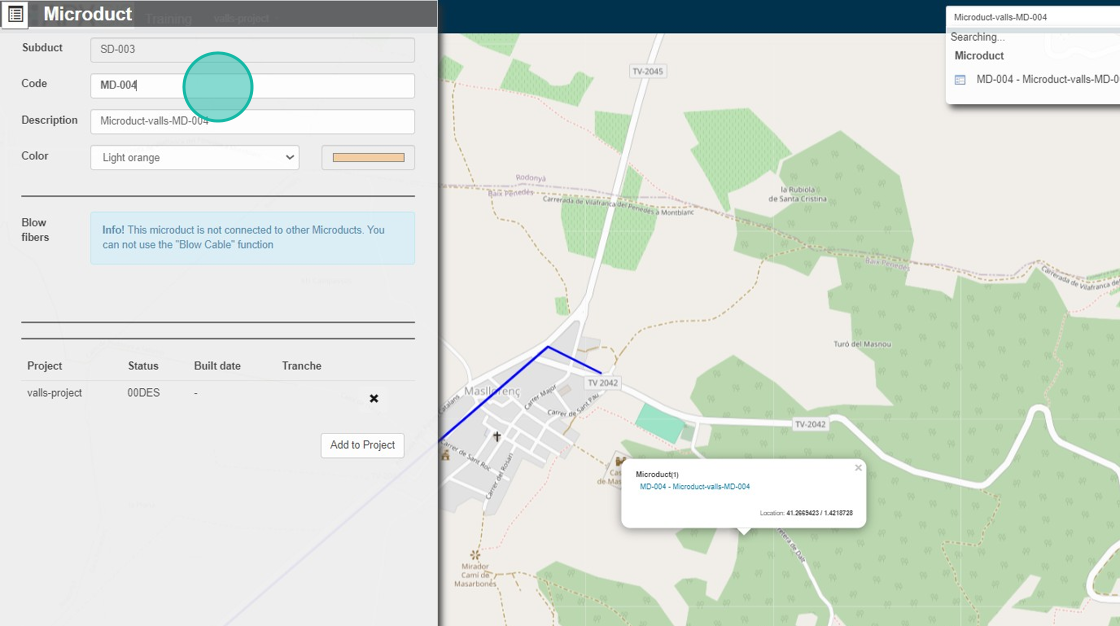 Microduct
Training
valls-project
Subduct
SD-003
Code
MD-004
Description
Microduct-valls-MD-004
Color
Light orange
Blow
fibers
Info! This microduct is not connected to other Microducts. You
can not use the "Blow Cable" function
Project
Status
Built date
Tranche
valls-project
00DES
-
Add to Project
Microduct-valls-MD-004
Searching...
Microduct
MD-004 - Microduct-valls-MD-0
TV-2045
Rodonya
Baix Penedès
Carrerada de Vilafranca del Penedès a Montblanc
la Rubiola
de Santa Cristina
Baix Penedès
Carrerada de Vilafranca de
Turó del Masnou
TV 2042
Masllorenç
Carrer Major
Carrer de Sant Pau
Carrer de Sant Roc
Carrer del Rosari
TV-2042
Microduct(1)
MD-004 - Microduct-valls-MD-004
Location: 41.2669423 / 1.4218728
Mirador
Camí de
Masarbones